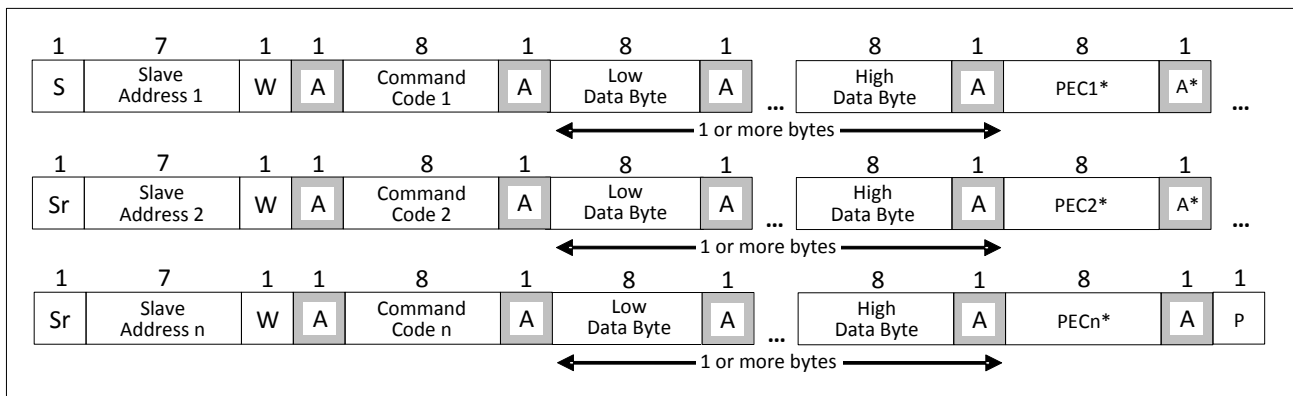 1 7 1 1 8 1 8 1 8 1 8 1
S Slave Address 1 W A Command Code 1 A Low Data Byte A ... High Data Byte A PEC1* A* ...
1 or more bytes
1 7 1 1 8 1 8 1 8 1 8 1
Sr Slave Address 2 W A Command Code 2 A Low Data Byte A ... High Data Byte A PEC2* A* ...
1 or more bytes
1 7 1 1 8 1 8 1 8 1 8 1 1
Sr Slave Address n W A Command Code n A Low Data Byte A ... High Data Byte A PECn* A P
1 or more bytes